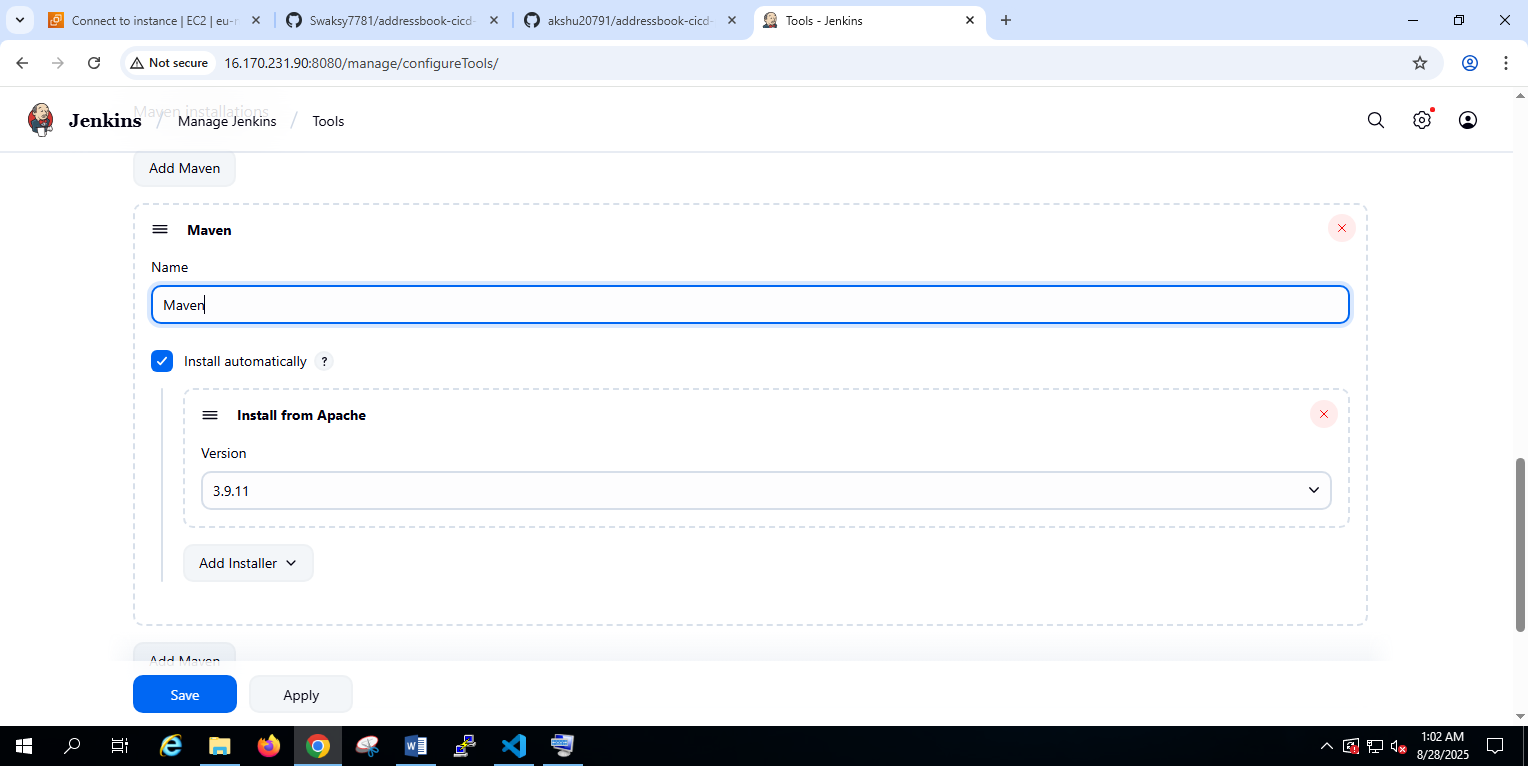 Connect to instance | EC2 | eu-n
Swaksy7781/addressbook-cicd-
akshu20791/addressbook-cicd-
Tools - Jenkins
Not secure
16.170.231.90:8080/manage/configureTools/
Maven installations
Jenkins / Manage Jenkins / Tools
Add Maven
Maven
Name
Maven
Install automatically ?
Install from Apache
Version
3.9.11
Add Installer
Add Maven
Save
Apply
1:02 AM
8/28/2025